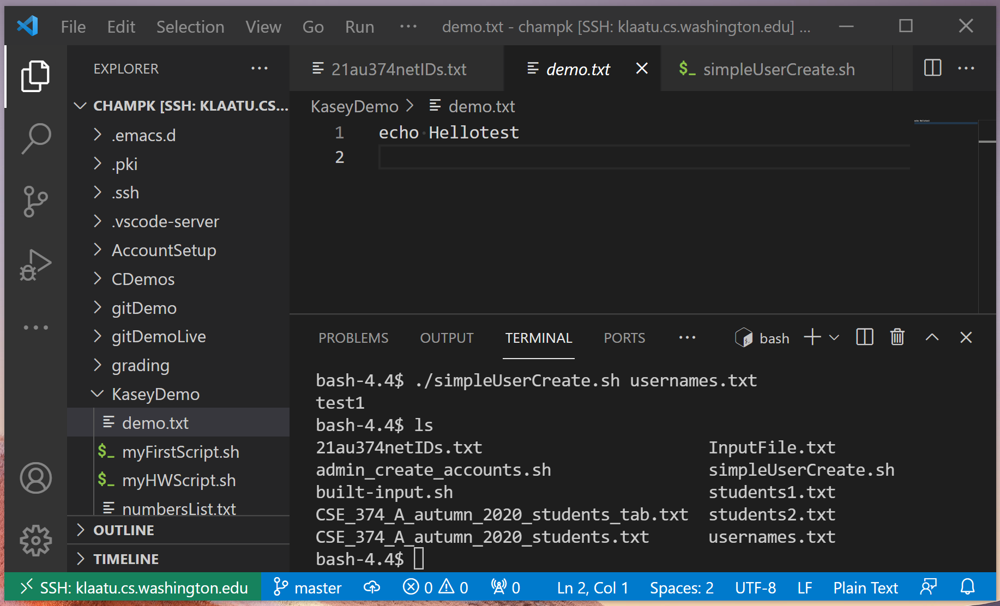 File Edit Selection View Go Run ··· demo.txt - champk [SSH: klaatu.cs.washington.edu] ...
EXPLORER ···
CHAMPK [SSH: KLAATU.CS...
.emacs.d
.pki
.ssh
.vscode-server
AccountSetup
CDemos
gitDemo
gitDemoLive
grading
KaseyDemo
demo.txt
myFirstScript.sh
myHWScript.sh
numbersList.txt
OUTLINE
TIMELINE
21au374netIDs.txt demo.txt simpleUserCreate.sh
KaseyDemo > demo.txt
1 echo Hellotest
2
PROBLEMS OUTPUT TERMINAL PORTS ··· bash
bash-4.4$ ./simpleUserCreate.sh usernames.txt
test1
bash-4.4$ ls
21au374netIDs.txt InputFile.txt
admin_create_accounts.sh simpleUserCreate.sh
built-input.sh students1.txt
CSE_374_A_autumn_2020_students_tab.txt students2.txt
CSE_374_A_autumn_2020_students.txt usernames.txt
bash-4.4$
SSH: klaatu.cs.washington.edu master 0 0 0 Ln 2, Col 1 Spaces: 2 UTF-8 LF Plain Text